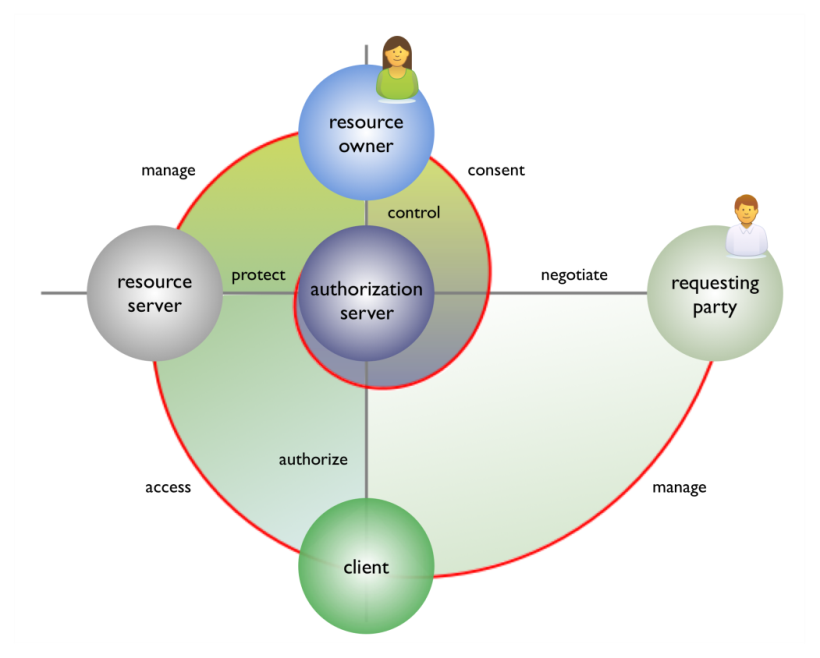 resource
owner
manage
consent
control
resource
server
protect
authorization
server
negotiate
requesting
party
authorize
access
manage
client